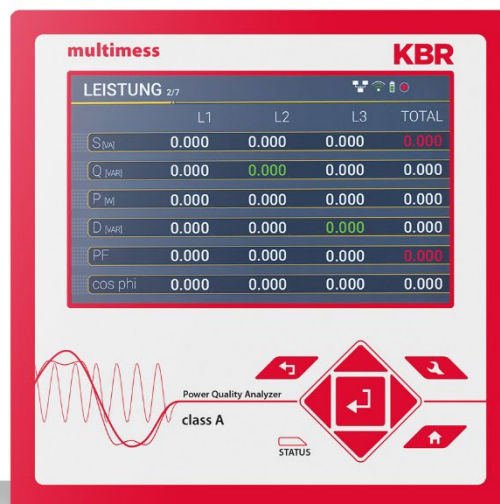 multimess KBR
LEISTUNG 2/7
L1 L2 L3 TOTAL
S [VA] 0.000 0.000 0.000 0.000
Q [VAR] 0.000 0.000 0.000 0.000
P [W] 0.000 0.000 0.000 0.000
D [VAR] 0.000 0.000 0.000 0.000
PF 0.000 0.000 0.000 0.000
cos phi 0.000 0.000 0.000 0.000
Power Quality Analyzer
class A
STATUS